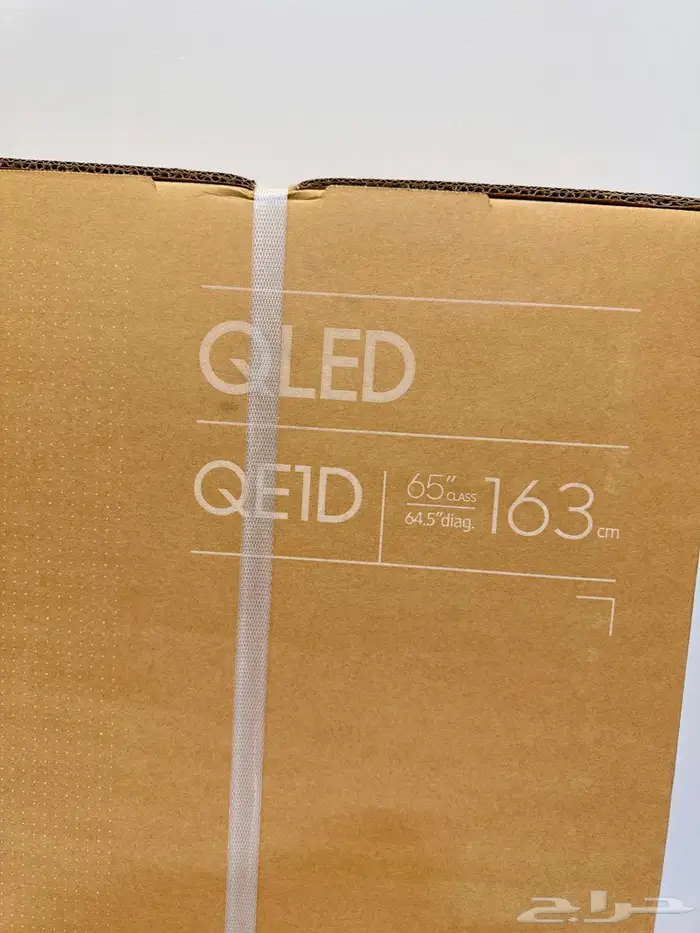 QLED
QE1D
65" CLASS
64.5"diag.
163 cm
حراج